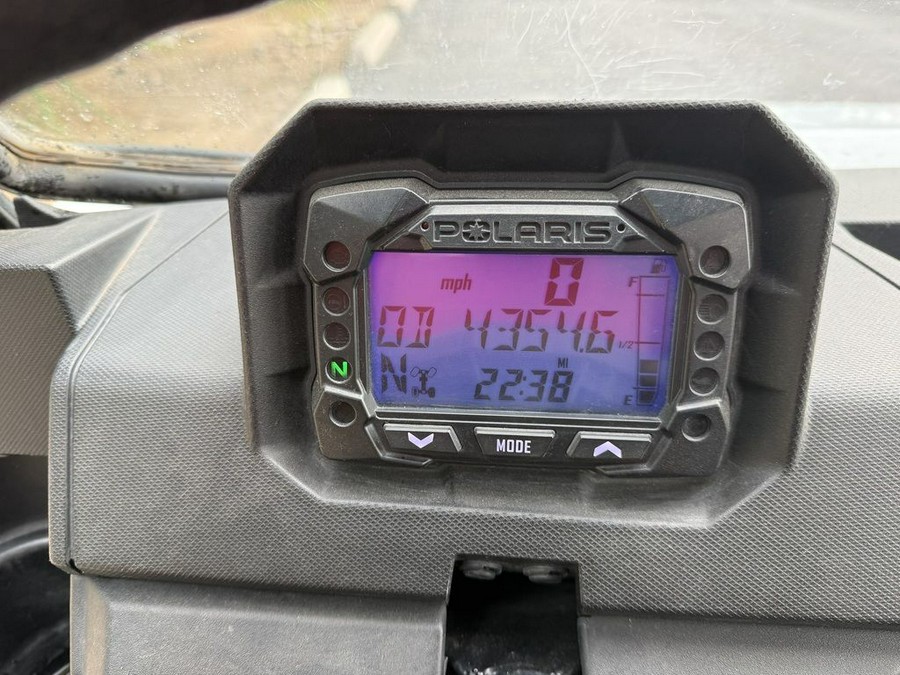 POLARIS
mph 0
F
OD 4354.6
1/2
MI
N 22:38
E
N
MODE